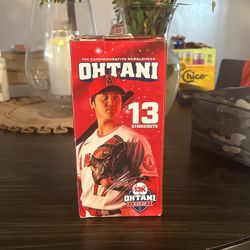 13K COMMEMORATIVE BOBBLEHEAD
OHTANI
13
STRIKEOUTS
chico
13K
OHTANI